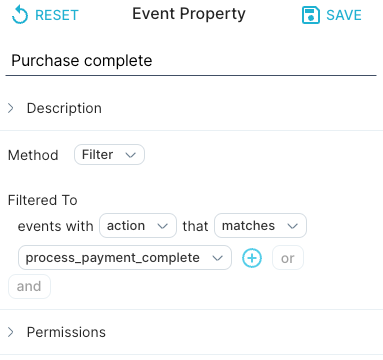 RESET Event Property SAVE
Purchase complete
Description
Method Filter
Filtered To
events with action that matches
process_payment_complete or
and
Permissions